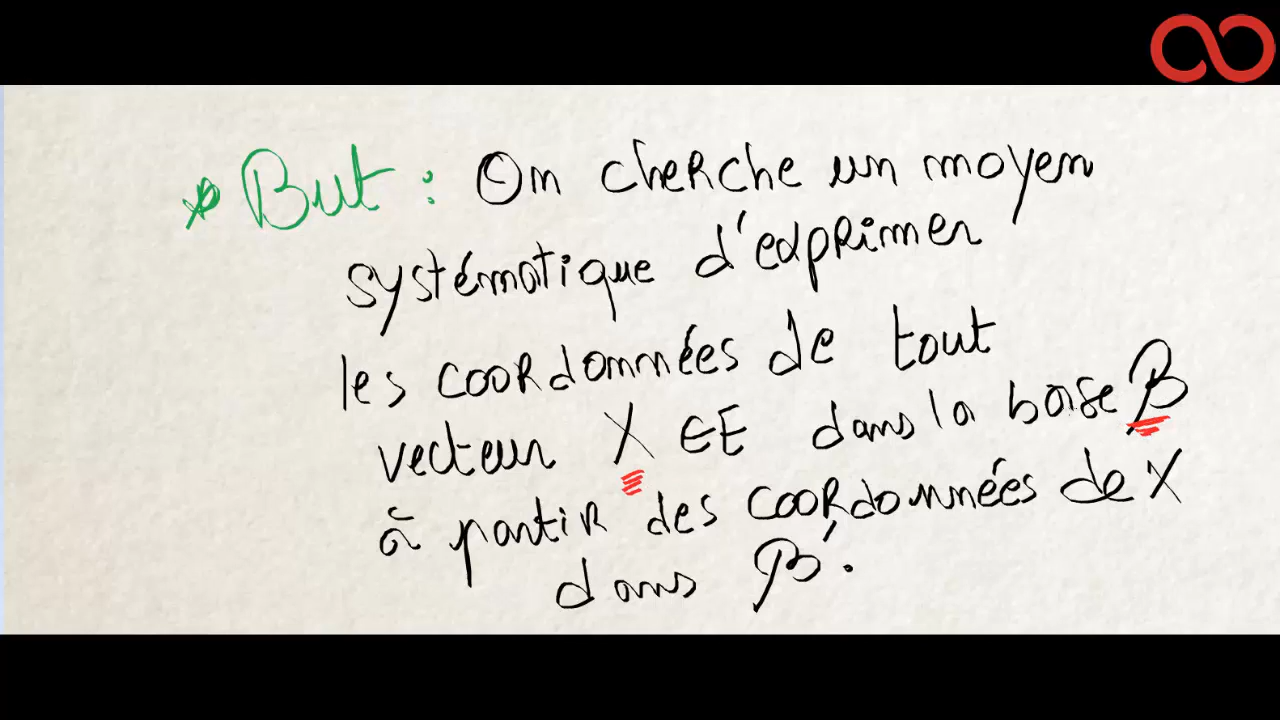 * But : On cherche un moyen
systématique d'exprimer
les coordonnées de tout
vecteur X ∈ E dans la base B
à partir des coordonnées de X
dans B'.